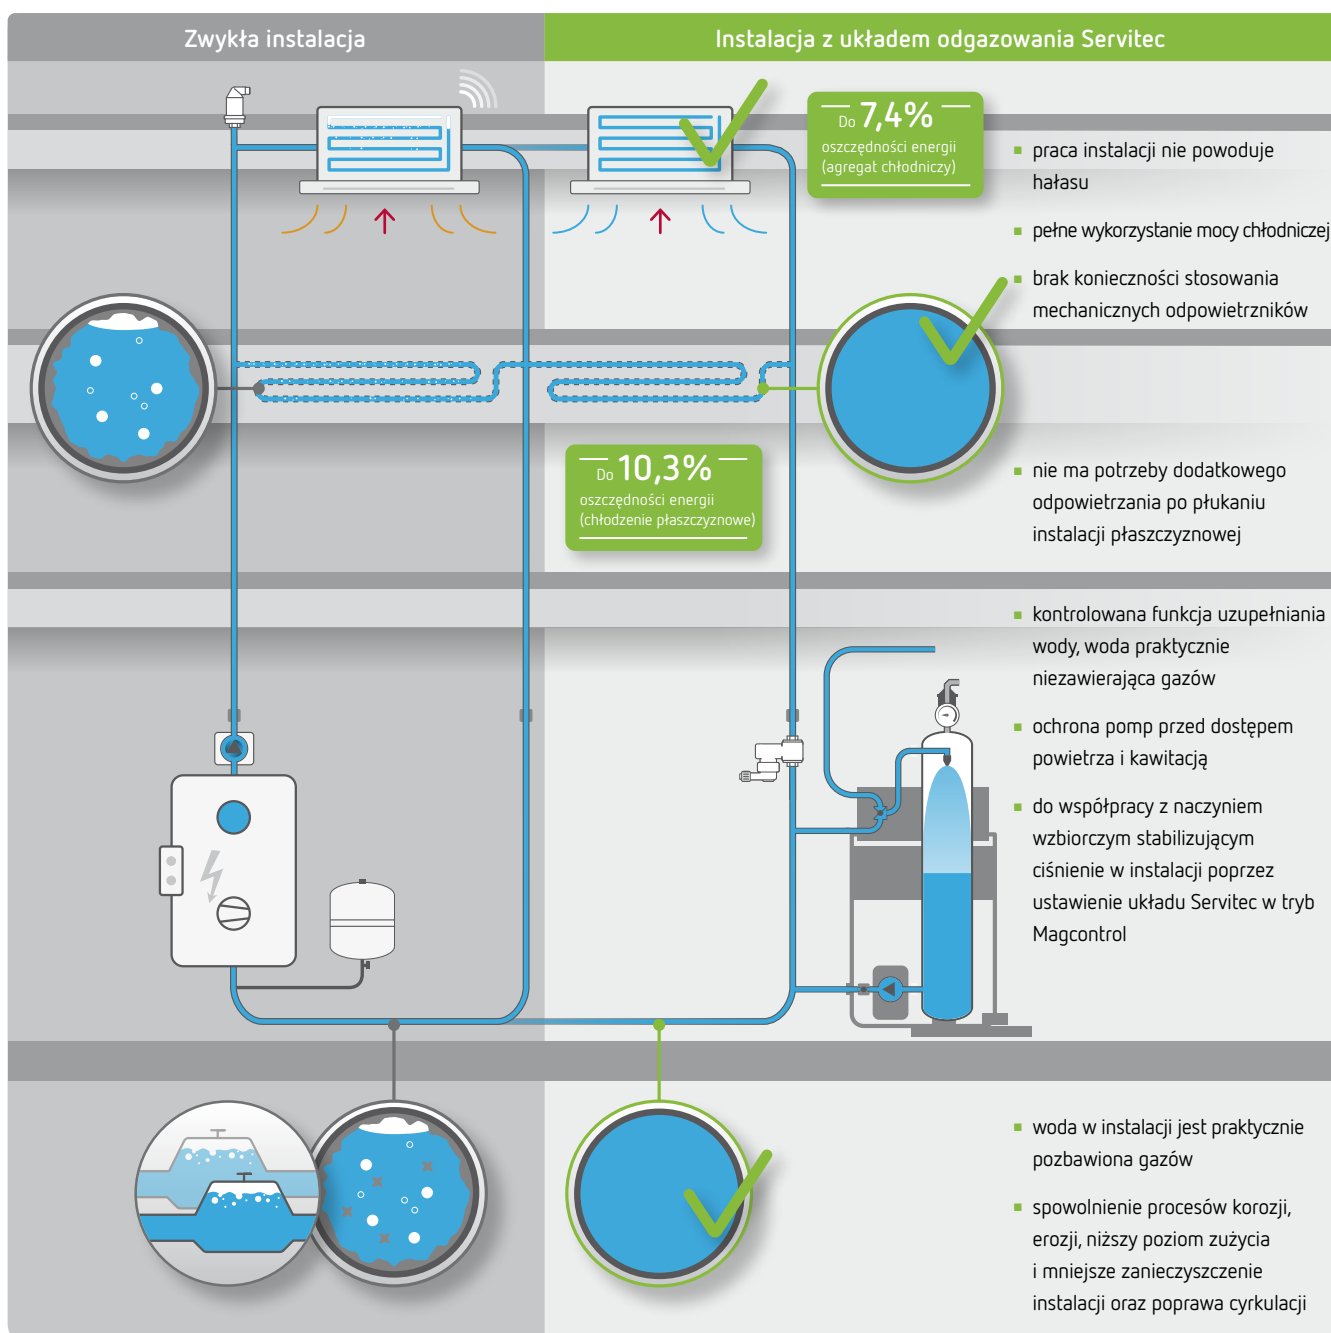 Zwykła instalacja
Instalacja z układem odgazowania Servitec
Do 7,4%
oszczędności energii
(agregat chłodniczy)
praca instalacji nie powoduje
hałasu
pełne wykorzystanie mocy chłodniczej
brak konieczności stosowania
mechanicznych odpowietrzników
Do 10,3%
oszczędności energii
(chłodzenie płaszczyznowe)
nie ma potrzeby dodatkowego
odpowietrzania po płukaniu
instalacji płaszczyznowej
kontrolowana funkcja uzupełniania
wody, woda praktycznie
niezawierająca gazów
ochrona pomp przed dostępem
powietrza i kawitacją
do współpracy z naczyniem
wzbiorczym stabilizującym
ciśnienie w instalacji poprzez
ustawienie układu Servitec w tryb
Magcontrol
woda w instalacji jest praktycznie
pozbawiona gazów
spowolnienie procesów korozji,
erozji, niższy poziom zużycia
i mniejsze zanieczyszczenie
instalacji oraz poprawa cyrkulacji